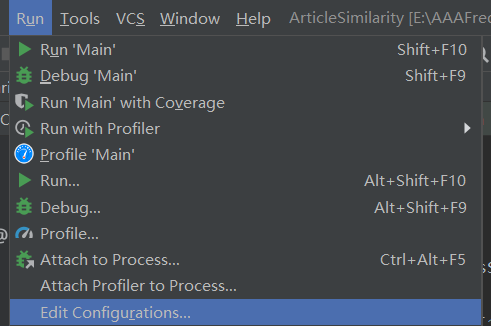 Run Tools VCS Window Help ArticleSimilarity [E:\AAAFred
Run 'Main' Shift+F10
Debug 'Main' Shift+F9
Run 'Main' with Coverage
Run with Profiler
Profile 'Main'
Run... Alt+Shift+F10
Debug... Alt+Shift+F9
Profile...
Attach to Process... Ctrl+Alt+F5
Attach Profiler to Process...
Edit Configurations...